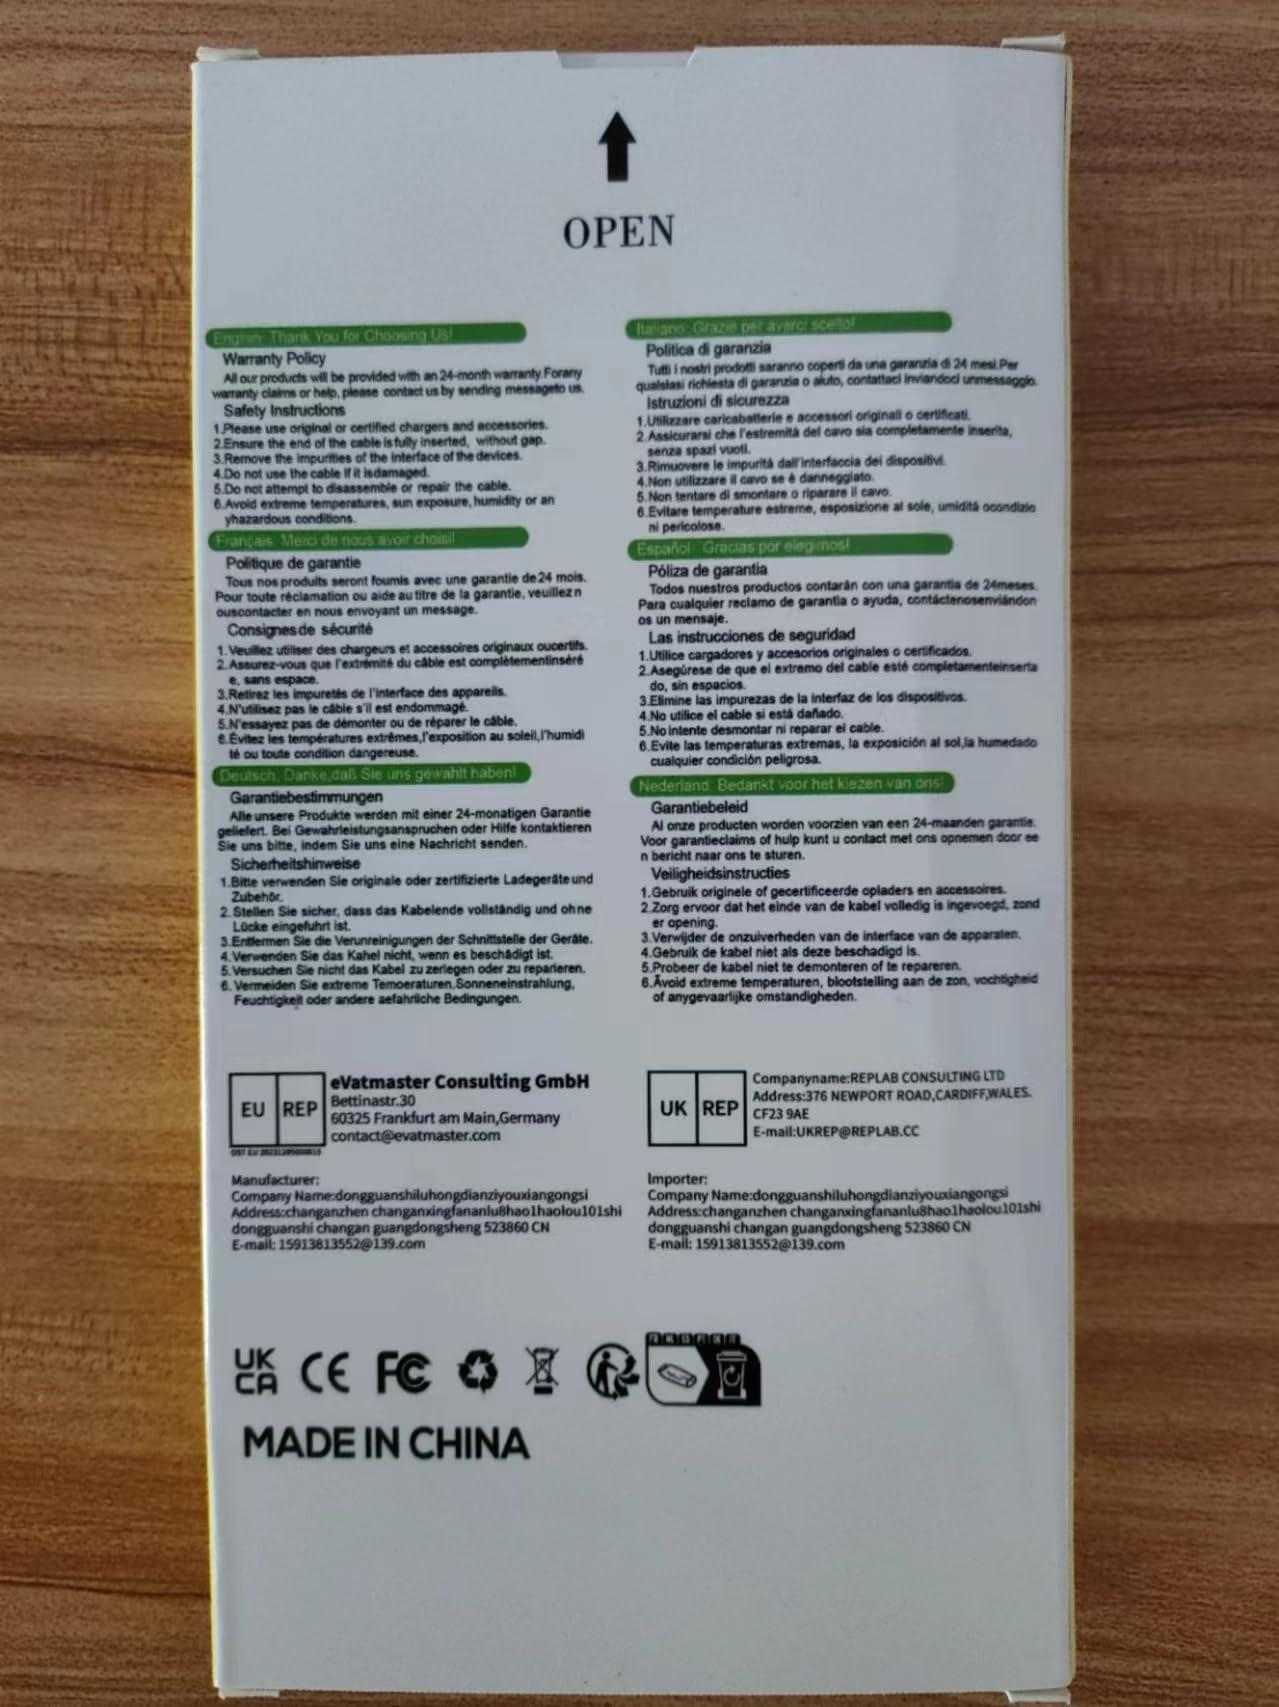 OPEN
English: Thank You for Choosing Us!
Warranty Policy
All our products will be provided with an 24-month warranty.Forany
warranty claims or help, please contact us by sending messageto us.
Safety Instructions
1.Please use original or certified chargers and accessories.
2.Ensure the end of the cable is fully inserted, without gap.
3.Remove the impurities of the interface of the devices.
4.Do not use the cable if it isdamaged.
5.Do not attempt to disassemble or repair the cable.
6.Avoid extreme temperatures, sun exposure, humidity or an
yhazardous conditions.
Français: Merci de nous avoir choisi!
Politique de garantie
Tous nos produits seront foumis avec une garantie de 24 mois.
Pour toute réclamation ou aide au titre de la garantie, veuillez n
ouscontacter en nous envoyant un message.
Consignes de sécurité
1.Veuillez utiliser des chargeurs et accessoires originaux oucertifs.
2.Assurez-vous que l'extrémité du câble est complètementinséré
e, sans espace.
3.Retirez les impuretés de l'interface des appareils.
4.N'utilisez pas le câble s'il est endommagé.
5.N'essayez pas de démonter ou de réparer le câble.
6.Évitez les températures extrêmes,l'exposition au soleil,l'humidi
té ou toute condition dangereuse.
Deutsch: Danke,daß Sie uns gewahlt haben!
Garantiebestimmungen
Alle unsere Produkte werden mit einer 24-monatigen Garantie
geliefert. Bei Gewahrleistungsanspruchen oder Hilfe kontaktieren
Sie uns bitte, indem Sie uns eine Nachricht senden.
Sicherheitshinweise
1.Bitte verwenden Sie originale oder zertifizierte Ladegeräte und
Zubehör.
2.Stellen Sie sicher, dass das Kabelende vollständig und ohne
Lücke eingefuhrt ist.
3.Entfermen Sie die Verunreinigungen der Schnittstelle der Geräte.
4.Verwenden Sie das Kahel nicht, wenn es beschädigt ist.
5.Versuchen Sie nicht das Kabel zu zerlegen oder zu reparieren.
6.Vermeiden Sie extreme Temoeraturen.Sonneneinstrahlung,
Feuchtigkeit oder andere aefahrliche Bedingungen.
Italiano: Grazie per averci scelto!
Politica di garanzia
Tutti i nostri prodotti saranno coperti da una garanzia di 24 mesi.Per
qualsiasi richiesta di garanzia o aiuto, contattaci inviandoci unmessaggio.
Istruzioni di sicurezza
1.Utilizzare caricabatterie e accessori originali o certificati.
2.Assicurarsi che l'estremità del cavo sia completamente inserita,
senza spazi vuoti.
3.Rimuovere le impurità dall'interfaccia dei dispositivi.
4.Non utilizzare il cavo se è danneggiato.
5.Non tentare di smontare o riparare il cavo.
6.Evitare temperature estreme, esposizione al sole, umidità ocondizio
ni pericolose.
Español: Gracias por elegirnos!
Póliza de garantia
Todos nuestros productos contarán con una garantia de 24meses.
Para cualquier reclamo de garantia o ayuda, contáctenosenviándon
os un mensaje.
Las instrucciones de seguridad
1.Utilice cargadores y accesorios originales o certificados.
2.Asegúrese de que el extremo del cable esté completamenteinserta
do, sin espacios.
3.Elimine las impurezas de la interfaz de los dispositivos.
4.No utilice el cable si está dañado.
5.No intente desmontar ni reparar el cable.
6.Evite las temperaturas extremas, la exposición al sol,la humedado
cualquier condición peligrosa.
Nederland: Bedankt voor het kiezen van ons!
Garantiebeleid
Al onze producten worden voorzien van een 24-maanden garantie.
Voor garantieclaims of hulp kunt u contact met ons opnemen door ee
n bericht naar ons te sturen.
Veiligheidsinstructies
1.Gebruik originele of gecertificeerde opladers en accessoires.
2.Zorg ervoor dat het einde van de kabel volledig is ingevoegd, zond
er opening.
3.Verwijder de onzuiverheden van de interface van de apparaten.
4.Gebruik de kabel niet als deze beschadigd is.
5.Probeer de kabel niet te demonteren of te repareren.
6.Avoid extreme temperaturen, blootstelling aan de zon, vochtigheid
of anygevaarlijke omstandigheden.
EU REP
eVatmaster Consulting GmbH
Bettinastr.30
60325 Frankfurt am Main,Germany
contact@evatmaster.com
UK REP
Companyname:REPLAB CONSULTING LTD
Address:376 NEWPORT ROAD,CARDIFF,WALES.
CF23 9AE
E-mail:UKREP@REPLAB.CC
Manufacturer:
Company Name:dongguanshiluhongdianziyouxiangongsi
Address:changanzhen changanxingfananlu8hao1haolou101shi
dongguanshi changan guangdongsheng 523860 CN
E-mail: 15913813552@139.com
Importer:
Company Name:dongguanshiluhongdianziyouxiangongsi
Address:changanzhen changanxingfananlu8hao1haolou101shi
dongguanshi changan guangdongsheng 523860 CN
E-mail: 15913813552@139.com
UK
CA CE FC
MADE IN CHINA